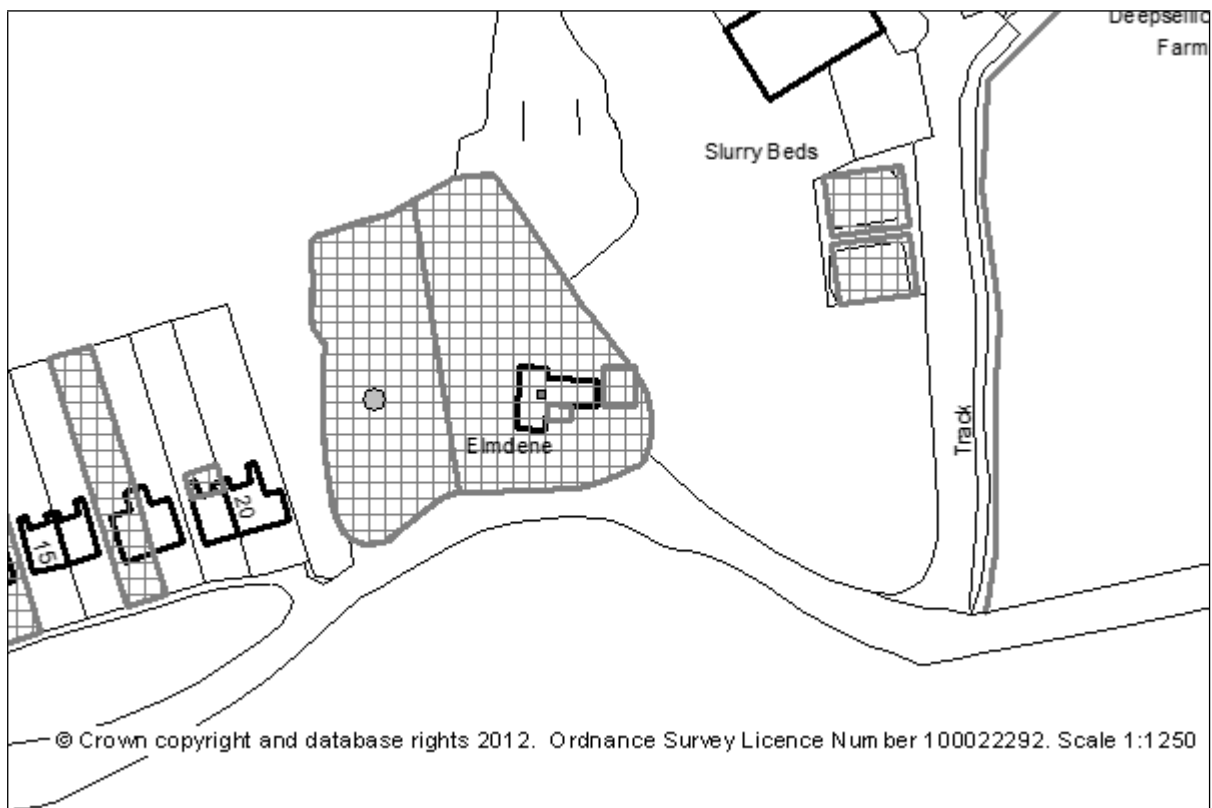 Farm
Slurry Beds
Track
Elmdene
20
15
© Crown copyright and database rights 2012. Ordnance Survey Licence Number 100022292. Scale 1:1250